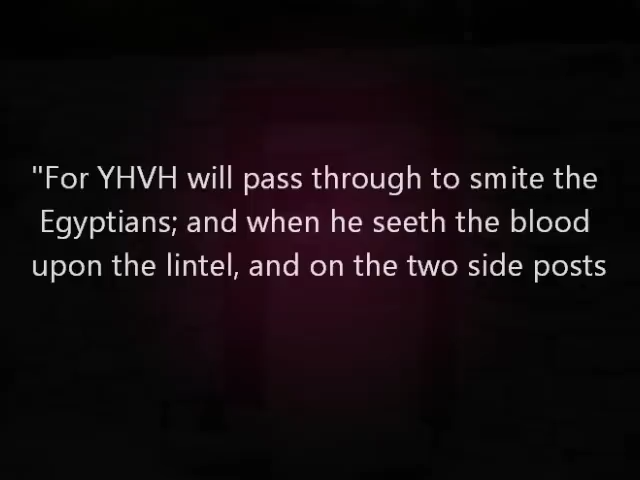 "For YHVH will pass through to smite the
Egyptians; and when he seeth the blood
upon the lintel, and on the two side posts